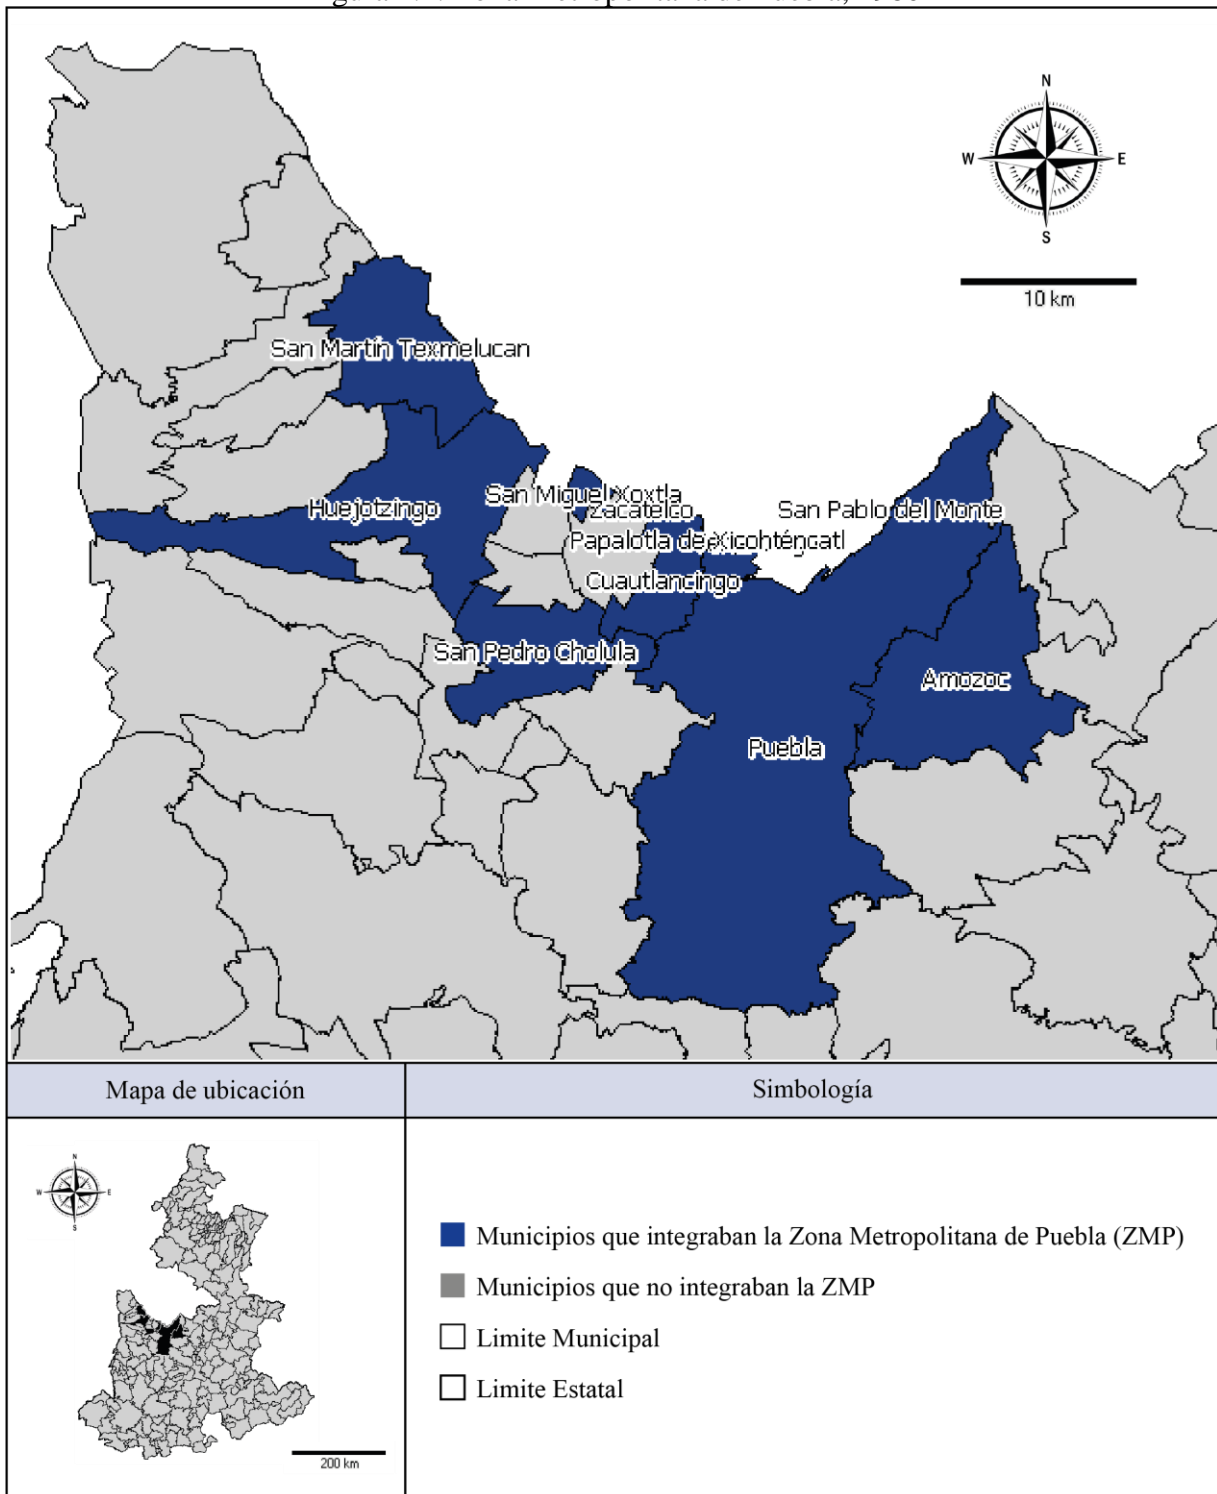 N
W
E
S
10 km
San Martín Texmelucan
San Miguel Xoxtla
Huejotzingo
Zacatelco
San Pablo del Monte
Papalotla de Xicohténcatl
Cuautlancingo
San Pedro Cholula
Amozoc
Puebla
Mapa de ubicación
Simbología
N
W
E
S
200 km
Municipios que integraban la Zona Metropolitana de Puebla (ZMP)
Municipios que no integraban la ZMP
Limite Municipal
Limite Estatal